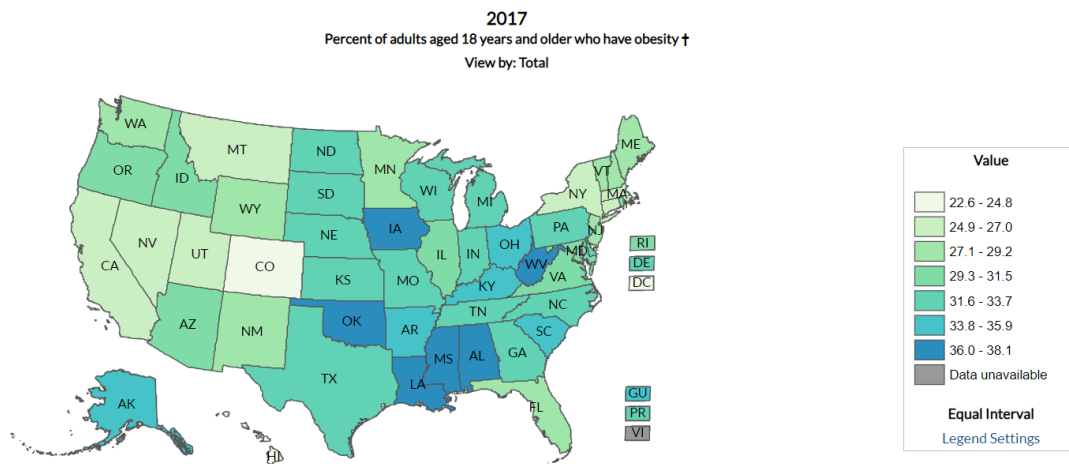 2017
Percent of adults aged 18 years and older who have obesity †
View by: Total
WA
MT
ND
MN
ME
OR
ID
SD
WI
MI
VT
NY
MA
WY
IA
NE
PA
NJ
NV
UT
CO
IL
IN
OH
MD
RI
CA
KS
MO
WV
VA
DE
KY
DC
AZ
NM
OK
AR
TN
NC
SC
TX
MS
AL
GA
LA
FL
AK
HI
GU
PR
VI
Value
22.6 - 24.8
24.9 - 27.0
27.1 - 29.2
29.3 - 31.5
31.6 - 33.7
33.8 - 35.9
36.0 - 38.1
Data unavailable
Equal Interval
Legend Settings